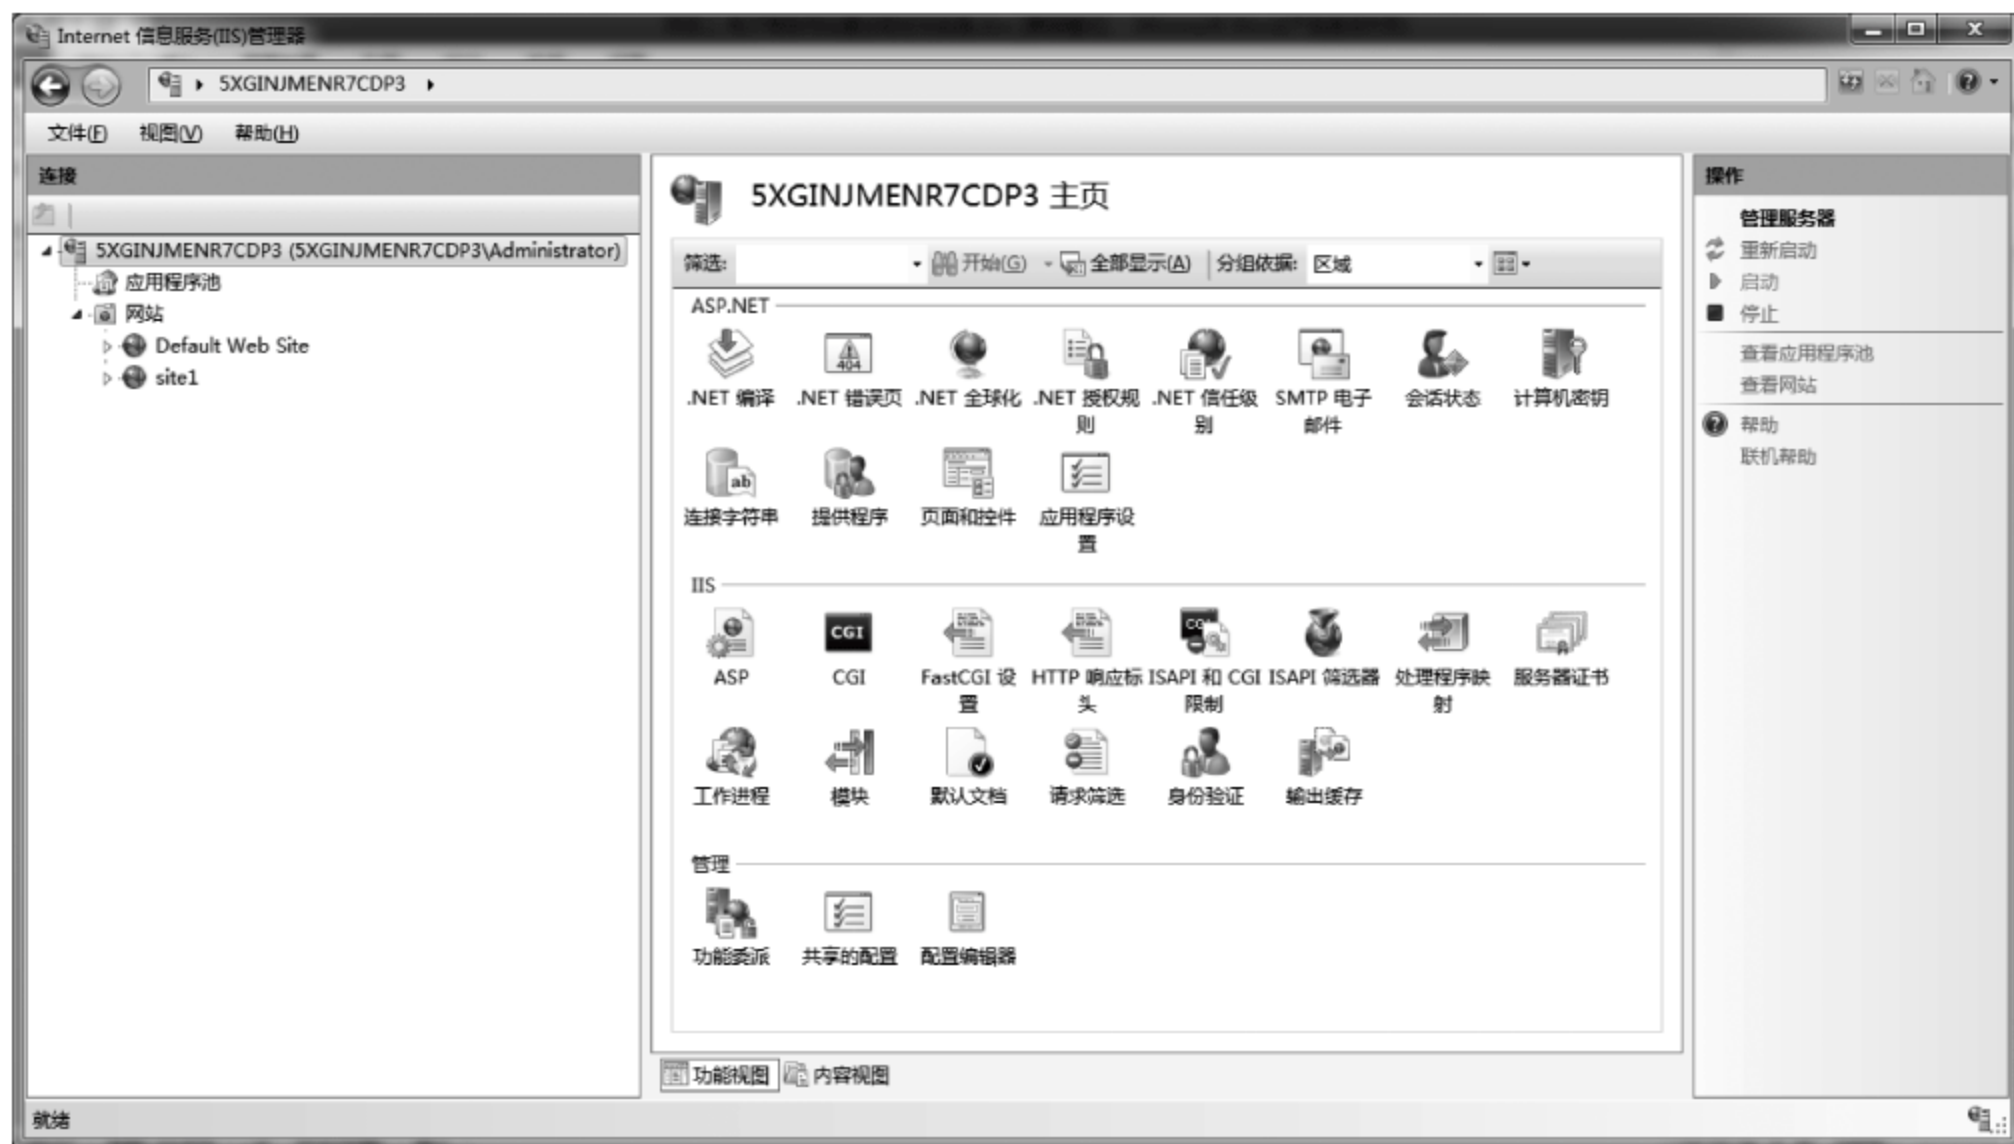 Internet 信息服务(IIS)管理器
5XGINJMENR7CDP3
文件(F) 视图(V) 帮助(H)
连接
5XGINJMENR7CDP3 (5XGINJMENR7CDP3\Administrator)
应用程序池
网站
Default Web Site
site1
5XGINJMENR7CDP3 主页
筛选: 开始(G) 全部显示(A) 分组依据: 区域
ASP.NET
.NET 编译 .NET 错误页 .NET 全球化 .NET 授权规 .NET 信任级 SMTP 电子 会话状态 计算机密钥
则 别 邮件
连接字符串 提供程序 页面和控件 应用程序设
置
IIS
ASP CGI FastCGI 设 HTTP 响应标 ISAPI 和 CGI ISAPI 筛选器 处理程序映 服务器证书
置 头 限制 射
工作进程 模块 默认文档 请求筛选 身份验证 输出缓存
管理
功能委派 共享的配置 配置编辑器
功能视图 内容视图
操作
管理服务器
重新启动
启动
停止
查看应用程序池
查看网站
帮助
联机帮助
就绪